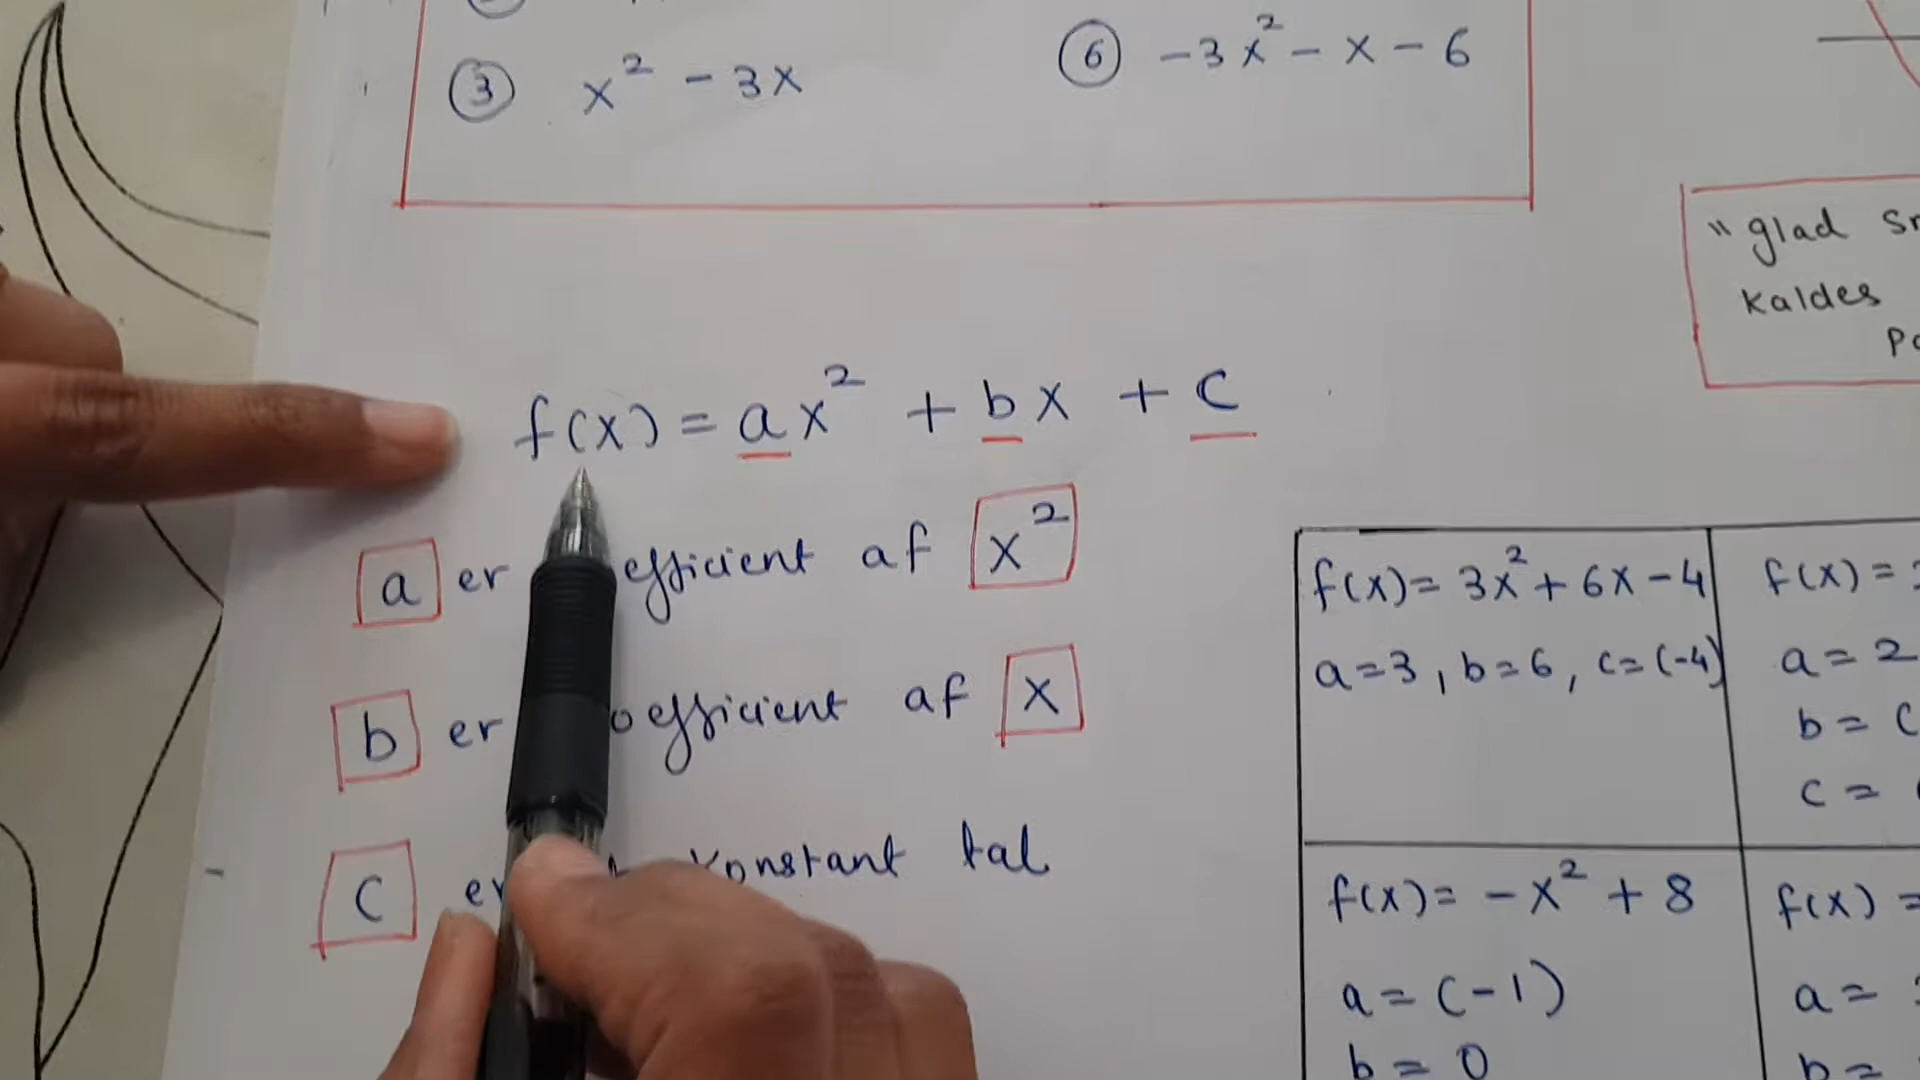 ③ x² - 3x
⑥ -3x² - x - 6
"glad
kaldes
f(x) = ax² + bx + c
a er efficient af x²
b er oefficient af x
c er konstant tal
f(x) = 3x² + 6x - 4
a = 3, b = 6, c = (-4)
f(x) =
a = 2
b =
c =
f(x) = -x² + 8
a = (-1)
b = 0
f(x) =
a =
b =